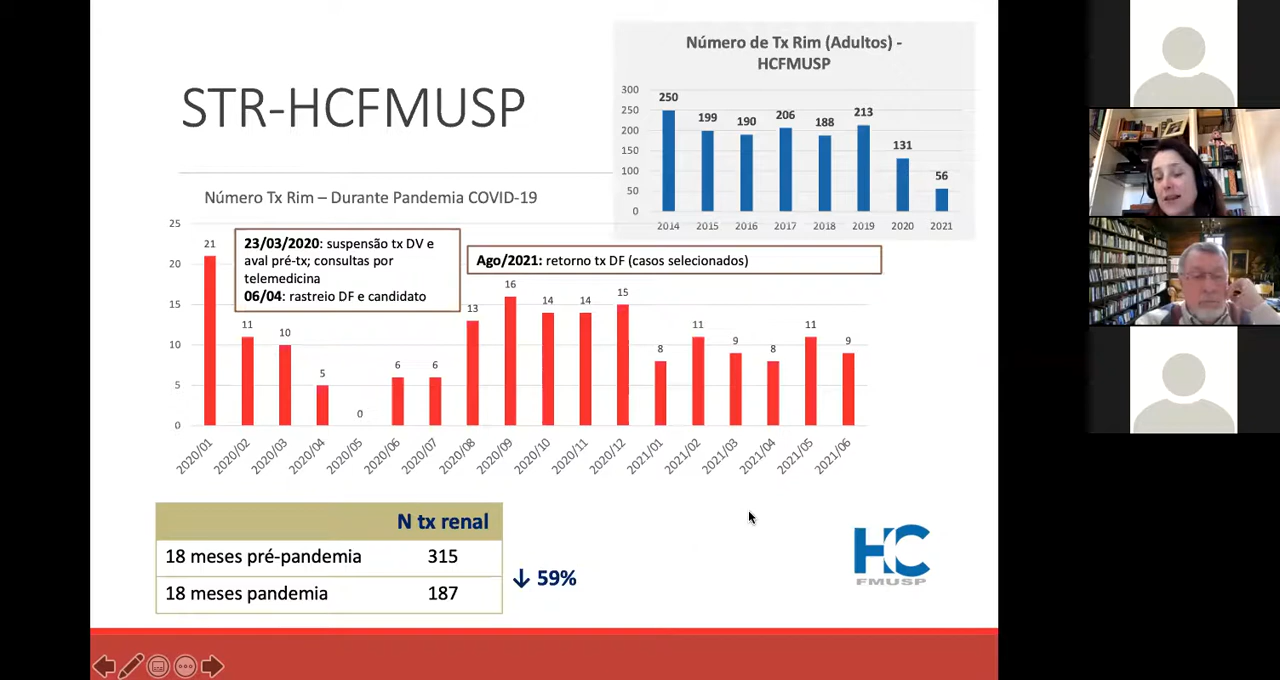 STR-HCFMUSP
Número de Tx Rim (Adultos) -
HCFMUSP
300
250
200
150
100
50
0
250
199
190
206
188
213
131
56
2014 2015 2016 2017 2018 2019 2020 2021
Número Tx Rim – Durante Pandemia COVID-19
25
20
15
10
5
0
23/03/2020: suspensão tx DV e
aval pré-tx; consultas por
telemedicina
06/04: rastreio DF e candidato
Ago/2021: retorno tx DF (casos selecionados)
21
11
10
5
0
6
6
13
16
14
14
15
8
11
9
8
11
9
2020/01 2020/02 2020/03 2020/04 2020/05 2020/06 2020/07 2020/08 2020/09 2020/10 2020/11 2020/12 2021/01 2021/02 2021/03 2021/04 2021/05 2021/06
N tx renal
18 meses pré-pandemia 315
18 meses pandemia 187
↓ 59%
HC
FMUSP